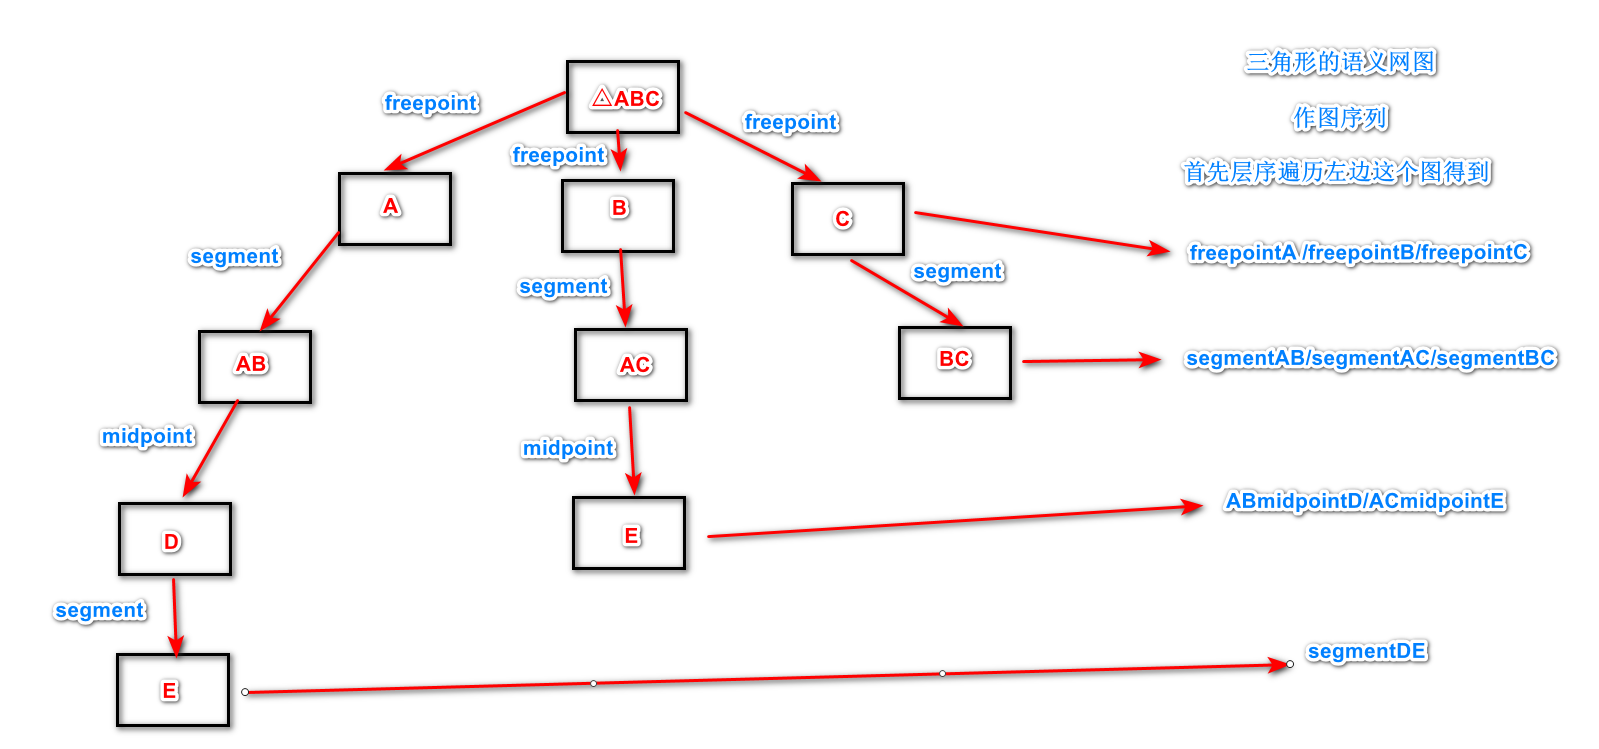 三角形的语义网图
△ABC
freepoint
freepoint
作图序列
freepoint
首先层序遍历左边这个图得到
A
B
C
segment
freepointA /freepointB/freepointC
segment
segment
AB
AC
BC
segmentAB/segmentAC/segmentBC
midpoint
midpoint
ABmidpointD/ACmidpointE
D
E
segment
segmentDE
E